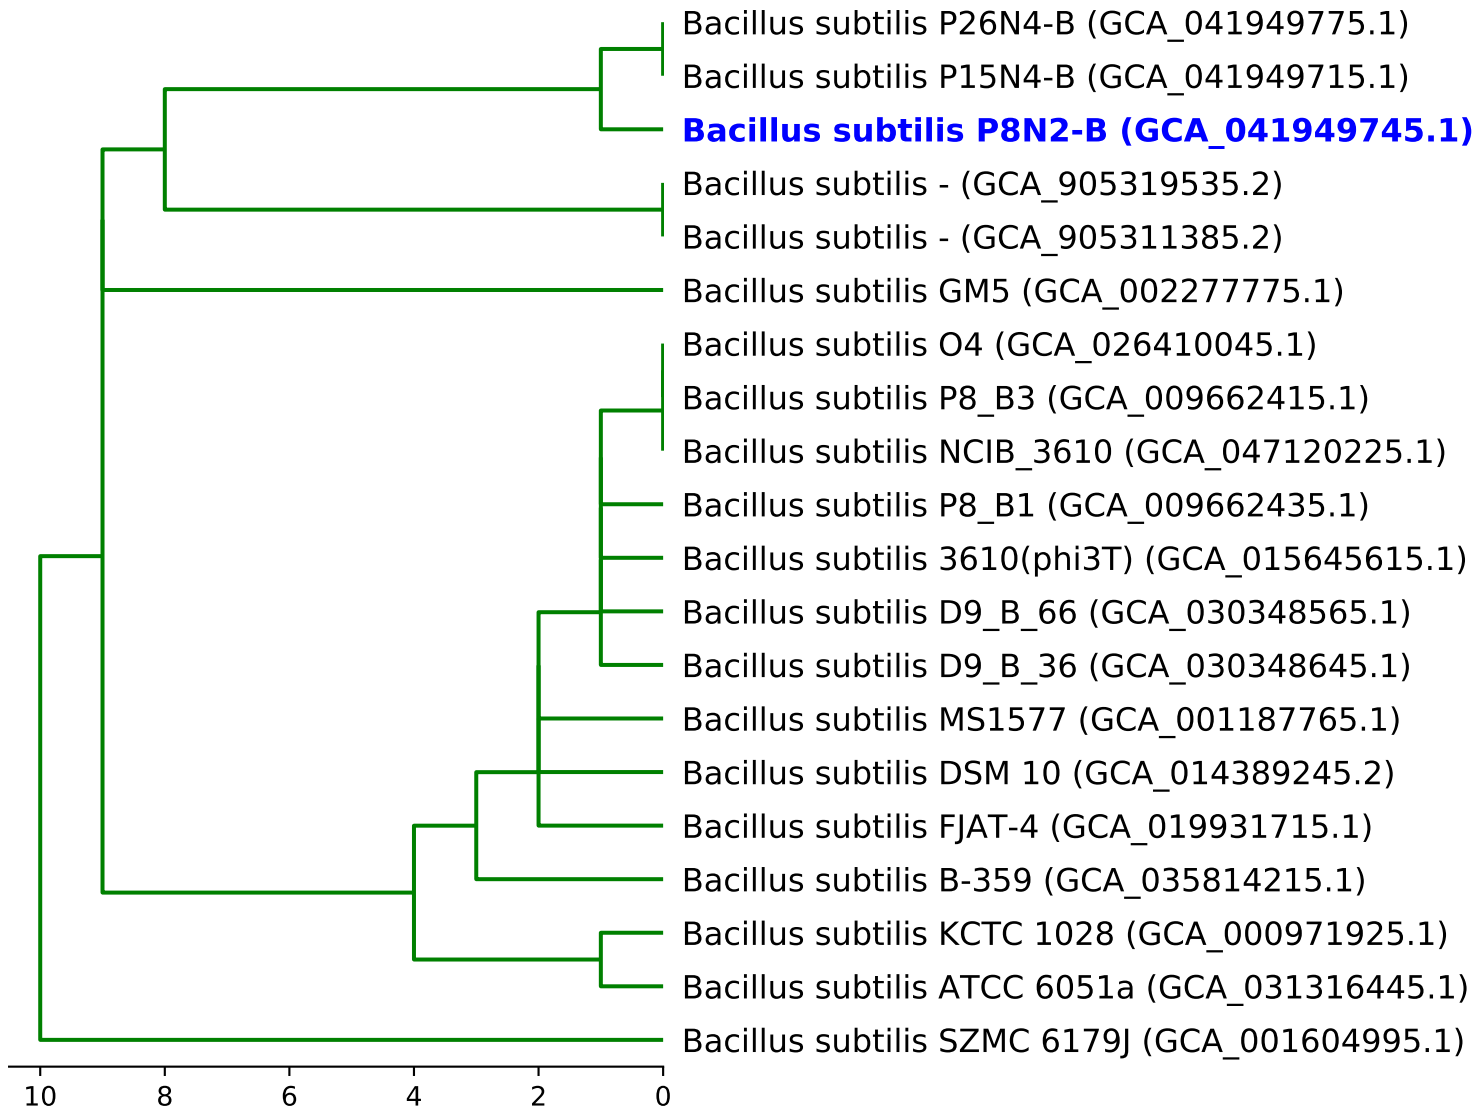 Bacillus subtilis P26N4-B (GCA_041949775.1)
Bacillus subtilis P15N4-B (GCA_041949715.1)
Bacillus subtilis P8N2-B (GCA_041949745.1)
Bacillus subtilis - (GCA_905319535.2)
Bacillus subtilis - (GCA_905311385.2)
Bacillus subtilis GM5 (GCA_002277775.1)
Bacillus subtilis O4 (GCA_026410045.1)
Bacillus subtilis P8_B3 (GCA_009662415.1)
Bacillus subtilis NCIB_3610 (GCA_047120225.1)
Bacillus subtilis P8_B1 (GCA_009662435.1)
Bacillus subtilis 3610(phi3T) (GCA_015645615.1)
Bacillus subtilis D9_B_66 (GCA_030348565.1)
Bacillus subtilis D9_B_36 (GCA_030348645.1)
Bacillus subtilis MS1577 (GCA_001187765.1)
Bacillus subtilis DSM 10 (GCA_014389245.2)
Bacillus subtilis FJAT-4 (GCA_019931715.1)
Bacillus subtilis B-359 (GCA_035814215.1)
Bacillus subtilis KCTC 1028 (GCA_000971925.1)
Bacillus subtilis ATCC 6051a (GCA_031316445.1)
Bacillus subtilis SZMC 6179J (GCA_001604995.1)
10 8 6 4 2 0